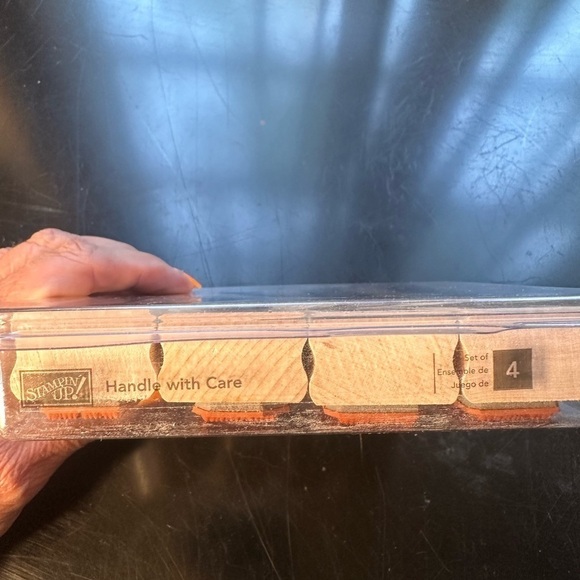 STAMPIN'
UP!
Handle with Care
Set of
Ensemble de
Juego de
4